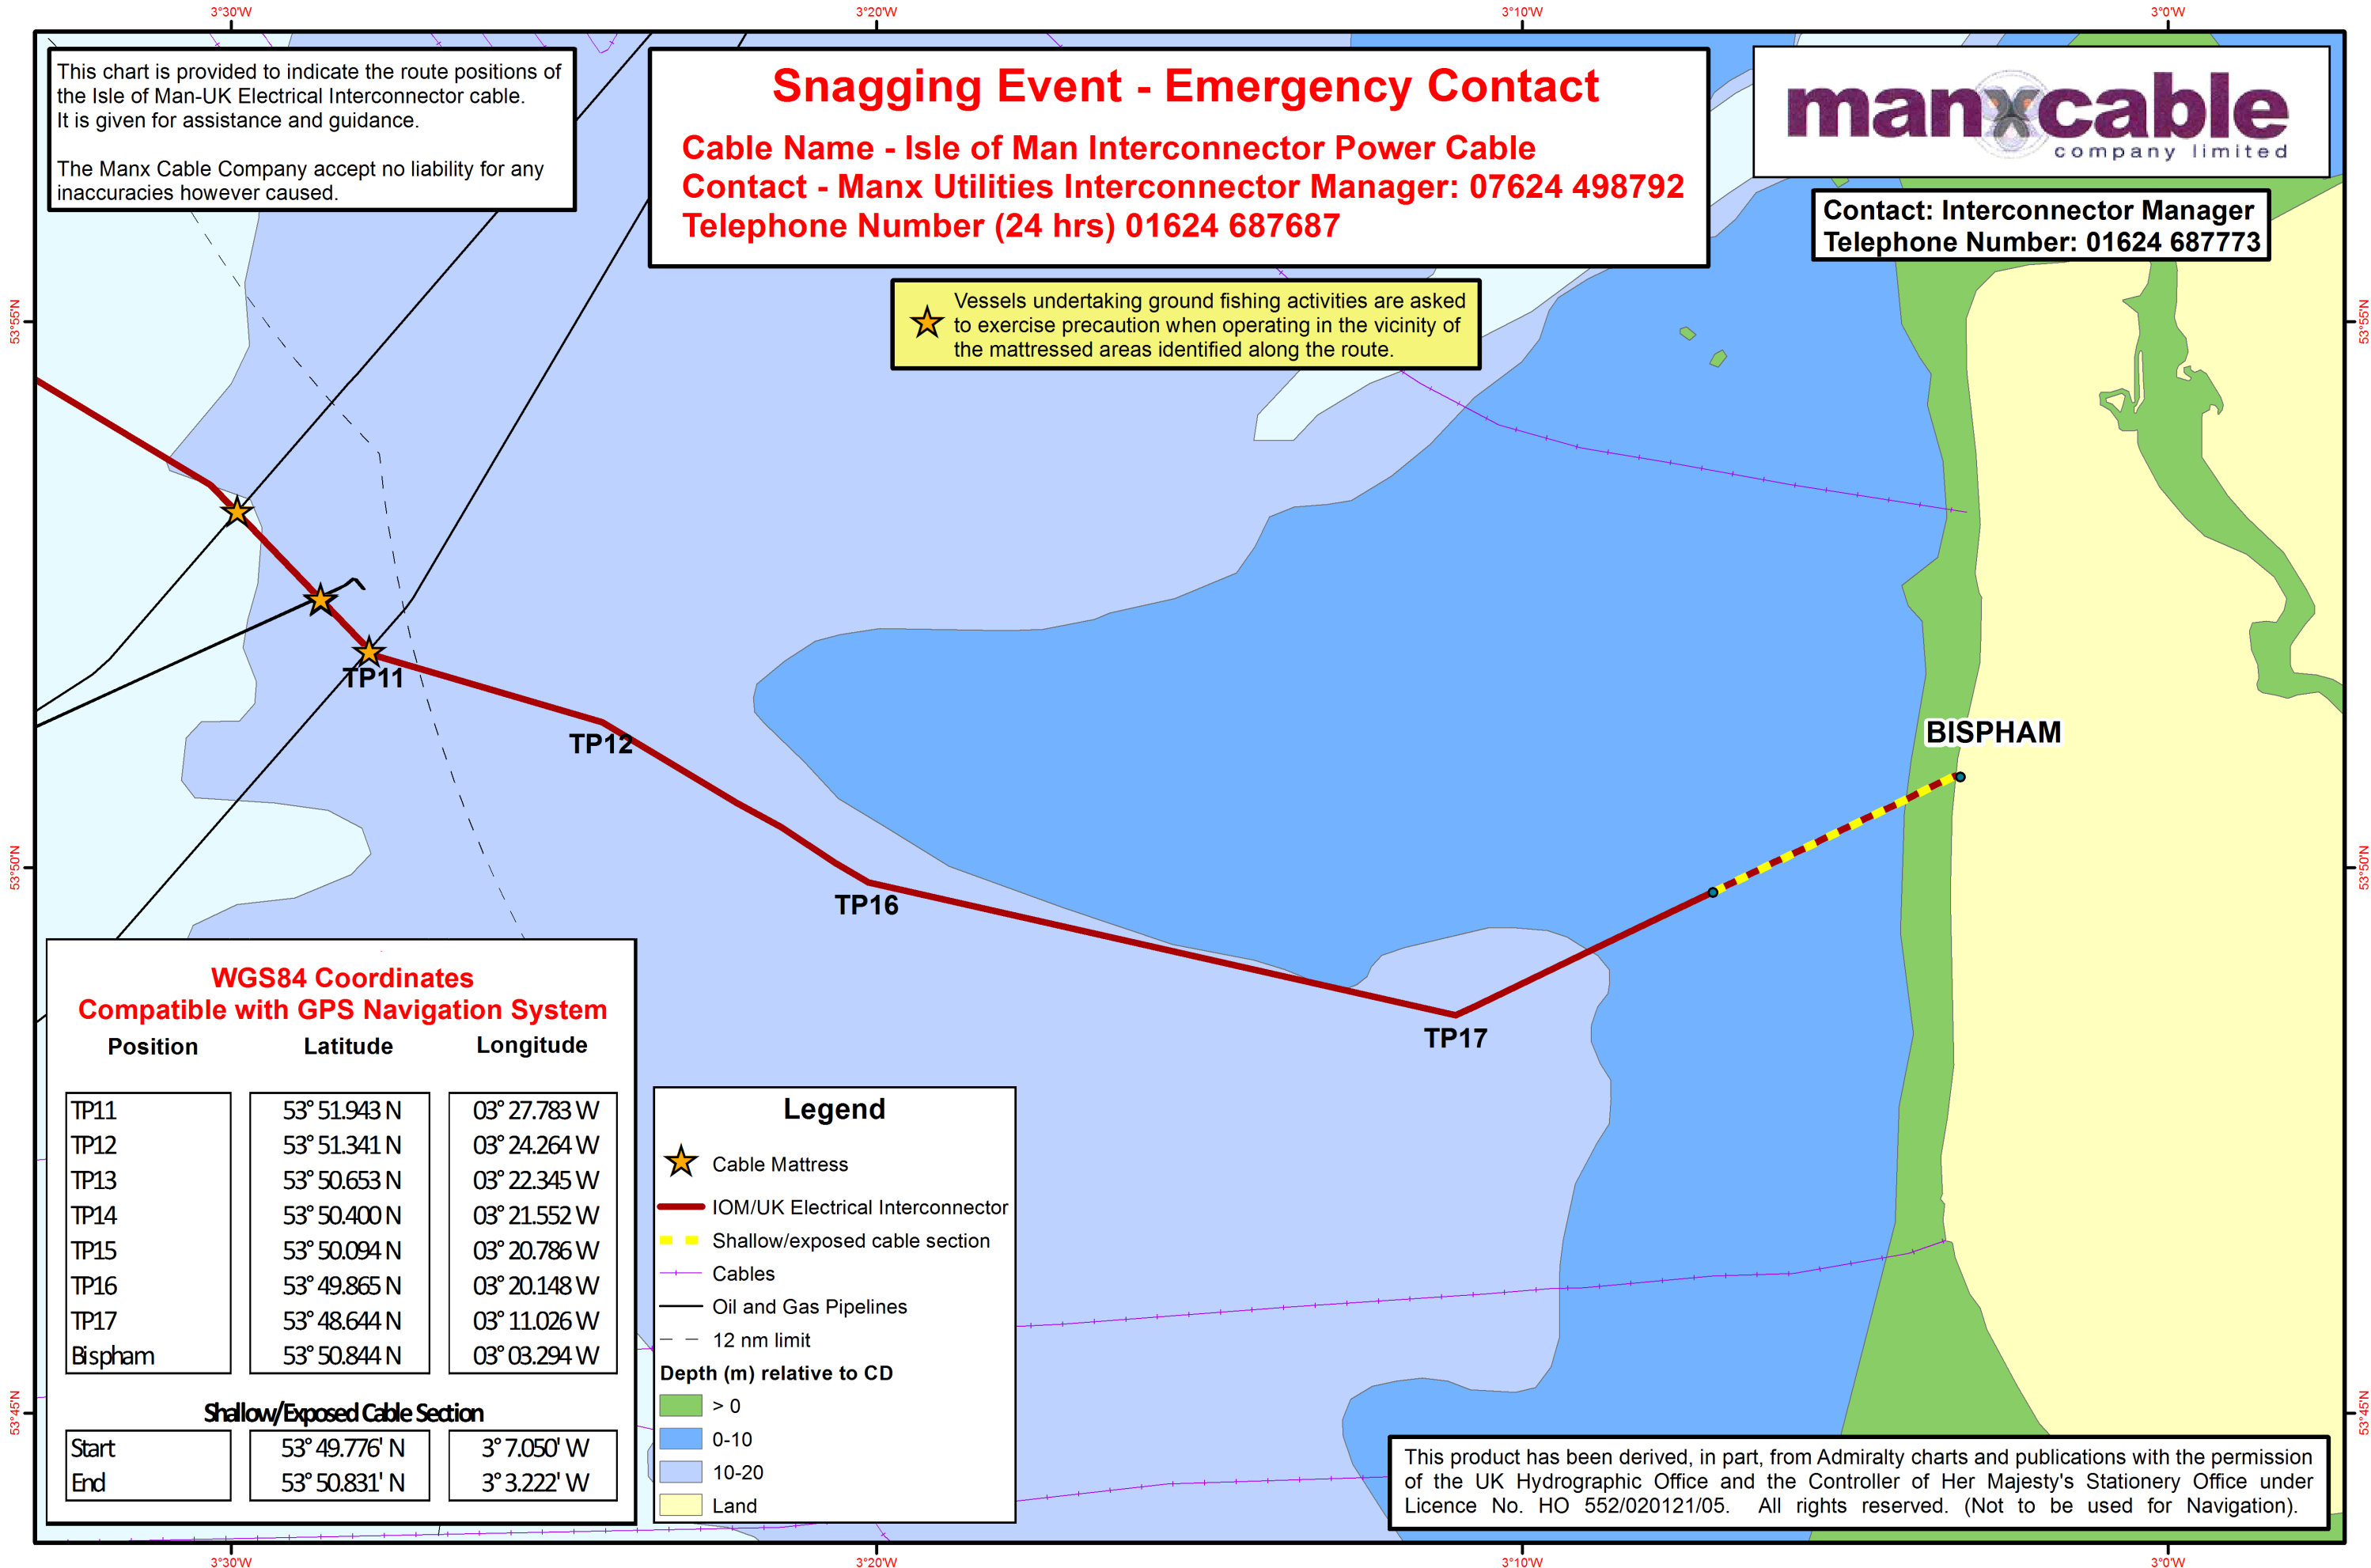 3°30'W
3°20'W
3°10'W
3°0'W
This chart is provided to indicate the route positions of
the Isle of Man-UK Electrical Interconnector cable.
It is given for assistance and guidance.
The Manx Cable Company accept no liability for any
inaccuracies however caused.
Snagging Event - Emergency Contact
Cable Name - Isle of Man Interconnector Power Cable
Contact - Manx Utilities Interconnector Manager: 07624 498792
Telephone Number (24 hrs) 01624 687687
manxcable
company limited
Contact: Interconnector Manager
Telephone Number: 01624 687773
Vessels undertaking ground fishing activities are asked
to exercise precaution when operating in the vicinity of
the mattressed areas identified along the route.
53°55'N
53°55'N
TP11
TP12
BISPHAM
53°50'N
53°50'N
TP16
TP17
WGS84 Coordinates
Compatible with GPS Navigation System
Position Latitude Longitude
TP11 53° 51.943 N 03° 27.783 W
TP12 53° 51.341 N 03° 24.264 W
TP13 53° 50.653 N 03° 22.345 W
TP14 53° 50.400 N 03° 21.552 W
TP15 53° 50.094 N 03° 20.786 W
TP16 53° 49.865 N 03° 20.148 W
TP17 53° 48.644 N 03° 11.026 W
Bispham 53° 50.844 N 03° 03.294 W
Shallow/Exposed Cable Section
Start 53° 49.776' N 3° 7.050' W
End 53° 50.831' N 3° 3.222' W
Legend
Cable Mattress
IOM/UK Electrical Interconnector
Shallow/exposed cable section
Cables
Oil and Gas Pipelines
12 nm limit
Depth (m) relative to CD
> 0
0-10
10-20
Land
53°45'N
53°45'N
This product has been derived, in part, from Admiralty charts and publications with the permission
of the UK Hydrographic Office and the Controller of Her Majesty's Stationery Office under
Licence No. HO 552/020121/05. All rights reserved. (Not to be used for Navigation).
3°30'W
3°20'W
3°10'W
3°0'W